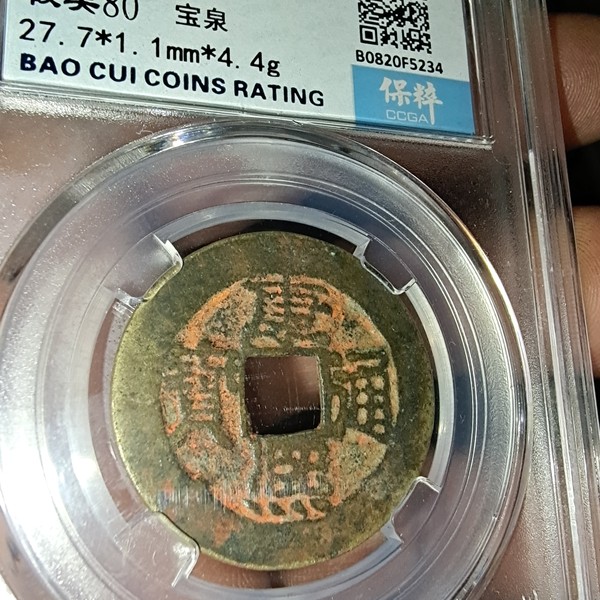 极美80 宝泉
27.7*1.1mm*4.4g
BAO CUI COINS RATING
B0820F5234
保粹
CCGA